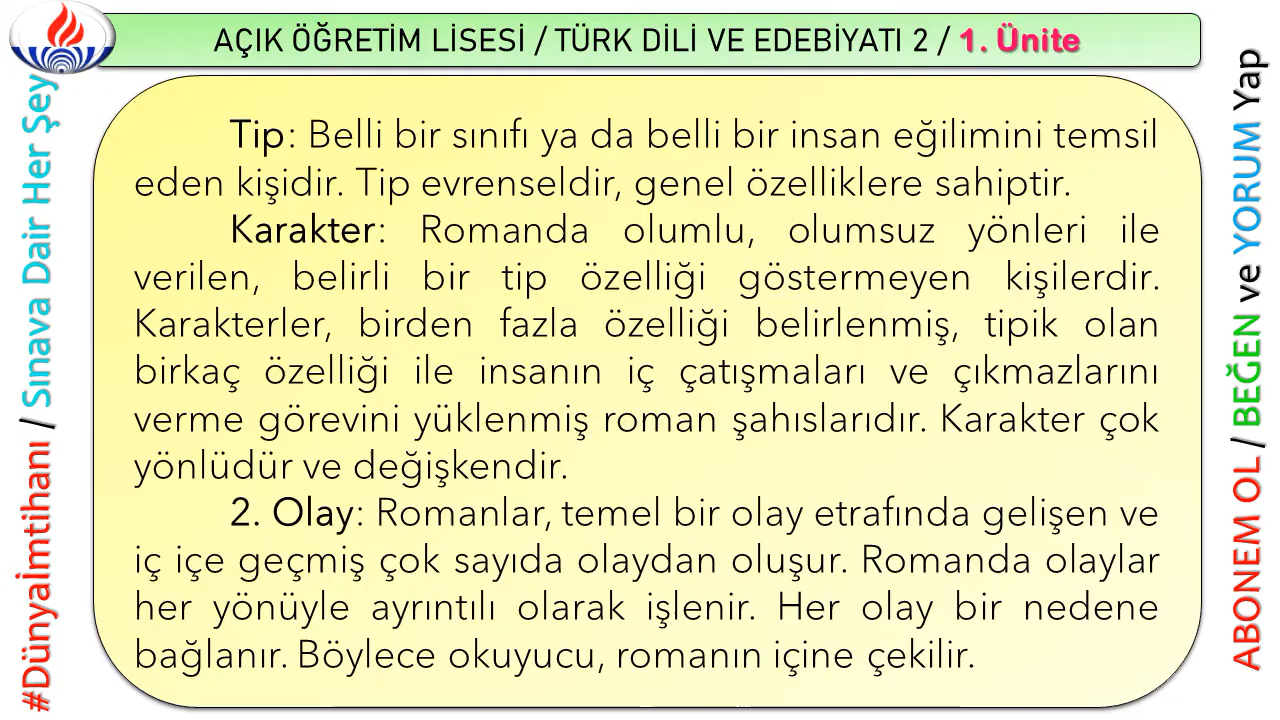 AÇIK ÖĞRETİM LİSESİ / TÜRK DİLİ VE EDEBİYATI 2 / 1. Ünite
#Dünyaİmtihanı / Sınava Dair Her Şey
Tip: Belli bir sınıfı ya da belli bir insan eğilimini temsil
eden kişidir. Tip evrenseldir, genel özelliklere sahiptir.
Karakter: Romanda olumlu, olumsuz yönleri ile
verilen, belirli bir tip özelliği göstermeyen kişilerdir.
Karakterler, birden fazla özelliği belirlenmiş, tipik olan
birkaç özelliği ile insanın iç çatışmaları ve çıkmazlarını
verme görevini yüklenmiş roman şahıslarıdır. Karakter çok
yönlüdür ve değişkendir.
2. Olay: Romanlar, temel bir olay etrafında gelişen ve
iç içe geçmiş çok sayıda olaydan oluşur. Romanda olaylar
her yönüyle ayrıntılı olarak işlenir. Her olay bir nedene
bağlanır. Böylece okuyucu, romanın içine çekilir.
ABONEM OL / BEĞEN ve YORUM Yap